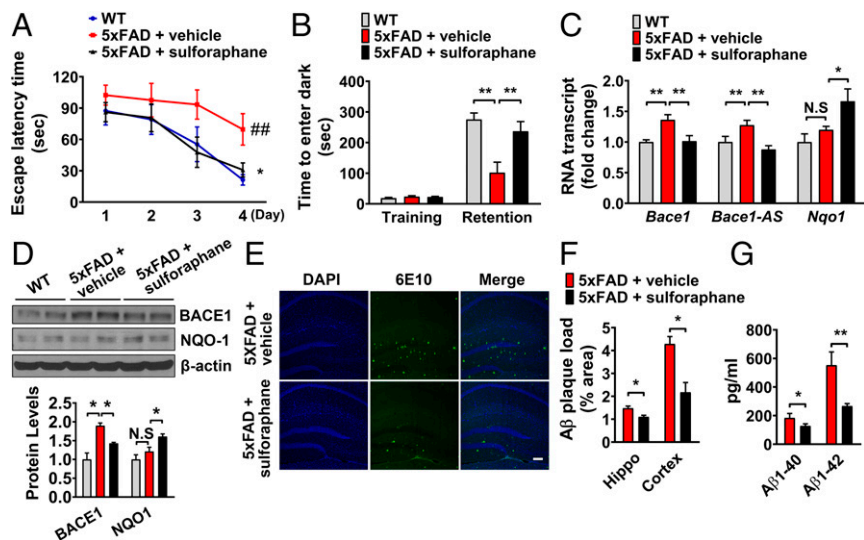 A
WT
5xFAD + vehicle
5xFAD + sulforaphane
Escape latency time
(sec)
120
90
60
30
0
##
*
1 2 3 4 (Day)
B
WT
5xFAD + vehicle
5xFAD + sulforaphane
Time to enter dark
(sec)
400
300
200
100
0
** **
Training Retention
C
WT
5xFAD + vehicle
5xFAD + sulforaphane
RNA transcript
(fold change)
2.0
1.5
1.0
0.5
0.0
** ** ** ** N.S *
Bace1 Bace1-AS Nqo1
D
WT
5xFAD +
vehicle
5xFAD +
sulforaphane
BACE1
NQO-1
β-actin
Protein Levels
2.0
1.5
1.0
0.5
0.0
* * N.S *
BACE1
NQO1
E
DAPI 6E10 Merge
5XFAD +
vehicle
5xFAD +
sulforaphane
F
5xFAD + vehicle
5xFAD + sulforaphane
Aβ plaque load
(% area)
5
4
3
2
1
0
* *
Hippo
Cortex
G
pg/ml
800
600
400
200
0
* **
Aβ1-40
Aβ1-42